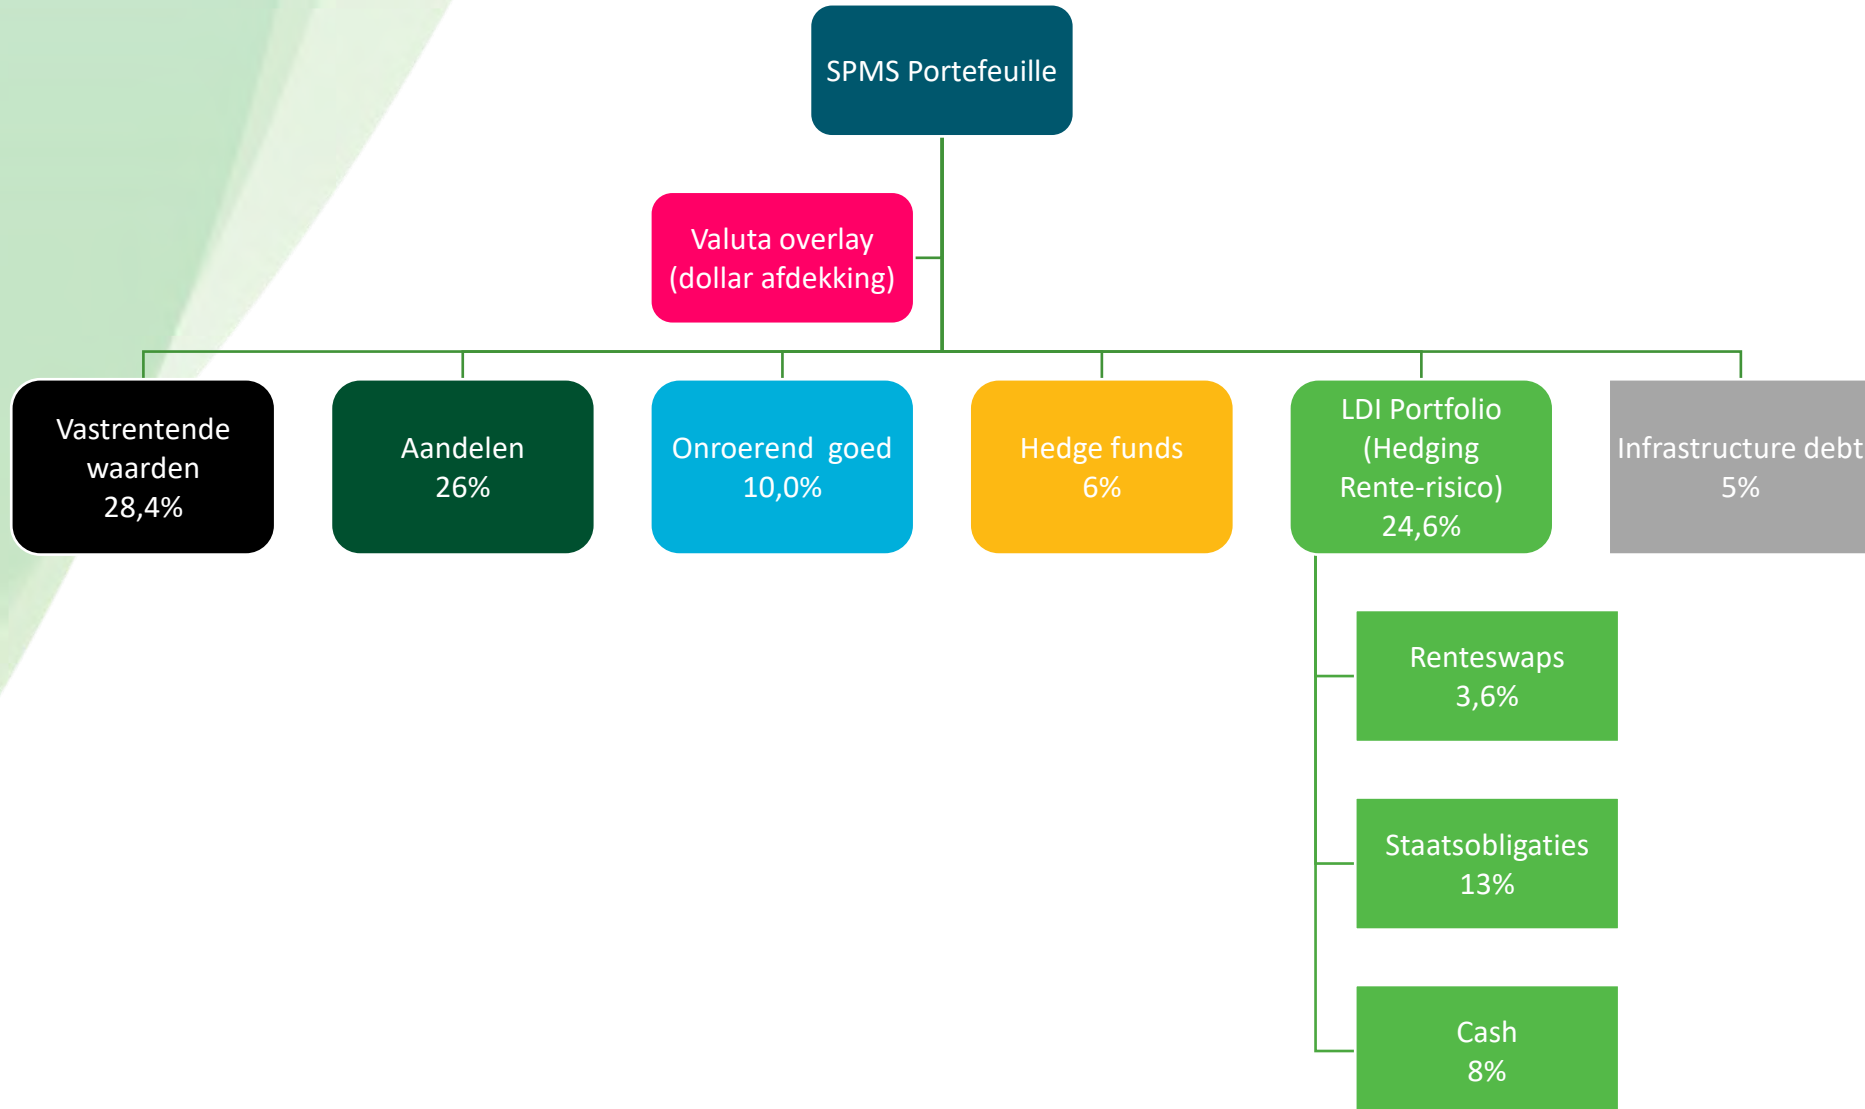 SPMS Portefeuille
Valuta overlay
(dollar afdekking)
Vastrentende
waarden
28,4%
Aandelen
26%
Onroerend goed
10,0%
Hedge funds
6%
LDI Portfolio
(Hedging
Rente-risico)
24,6%
Infrastructure debt
5%
Renteswaps
3,6%
Staatsobligaties
13%
Cash
8%